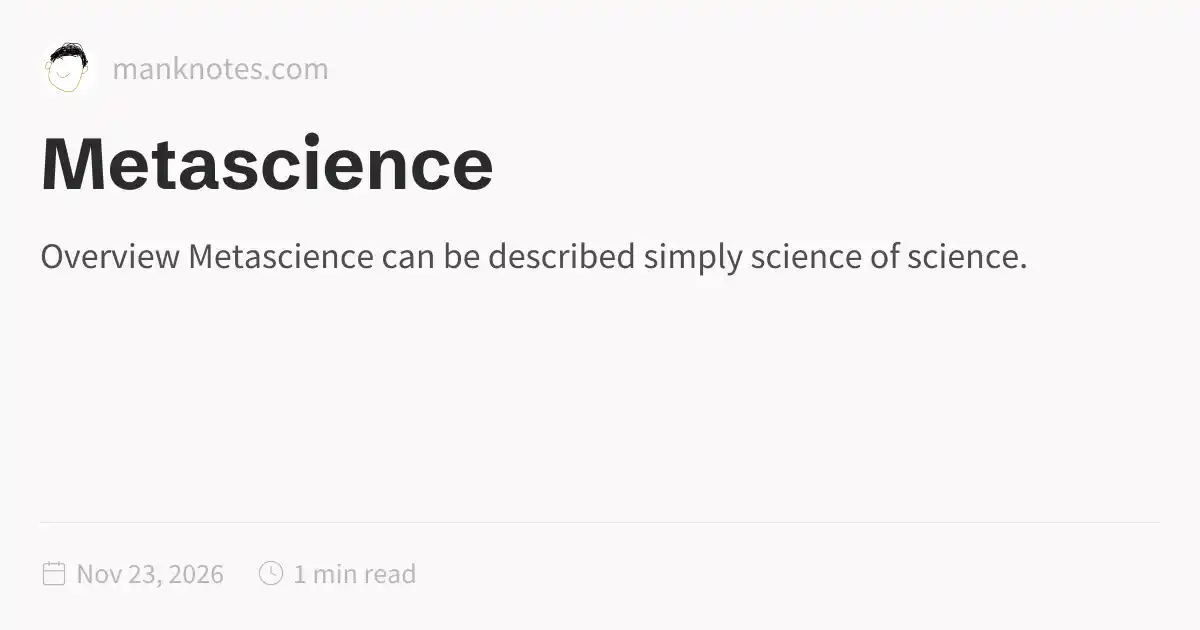 manknotes.com
Metascience
Overview Metascience can be described simply science of science.
Nov 23, 2026 1 min read